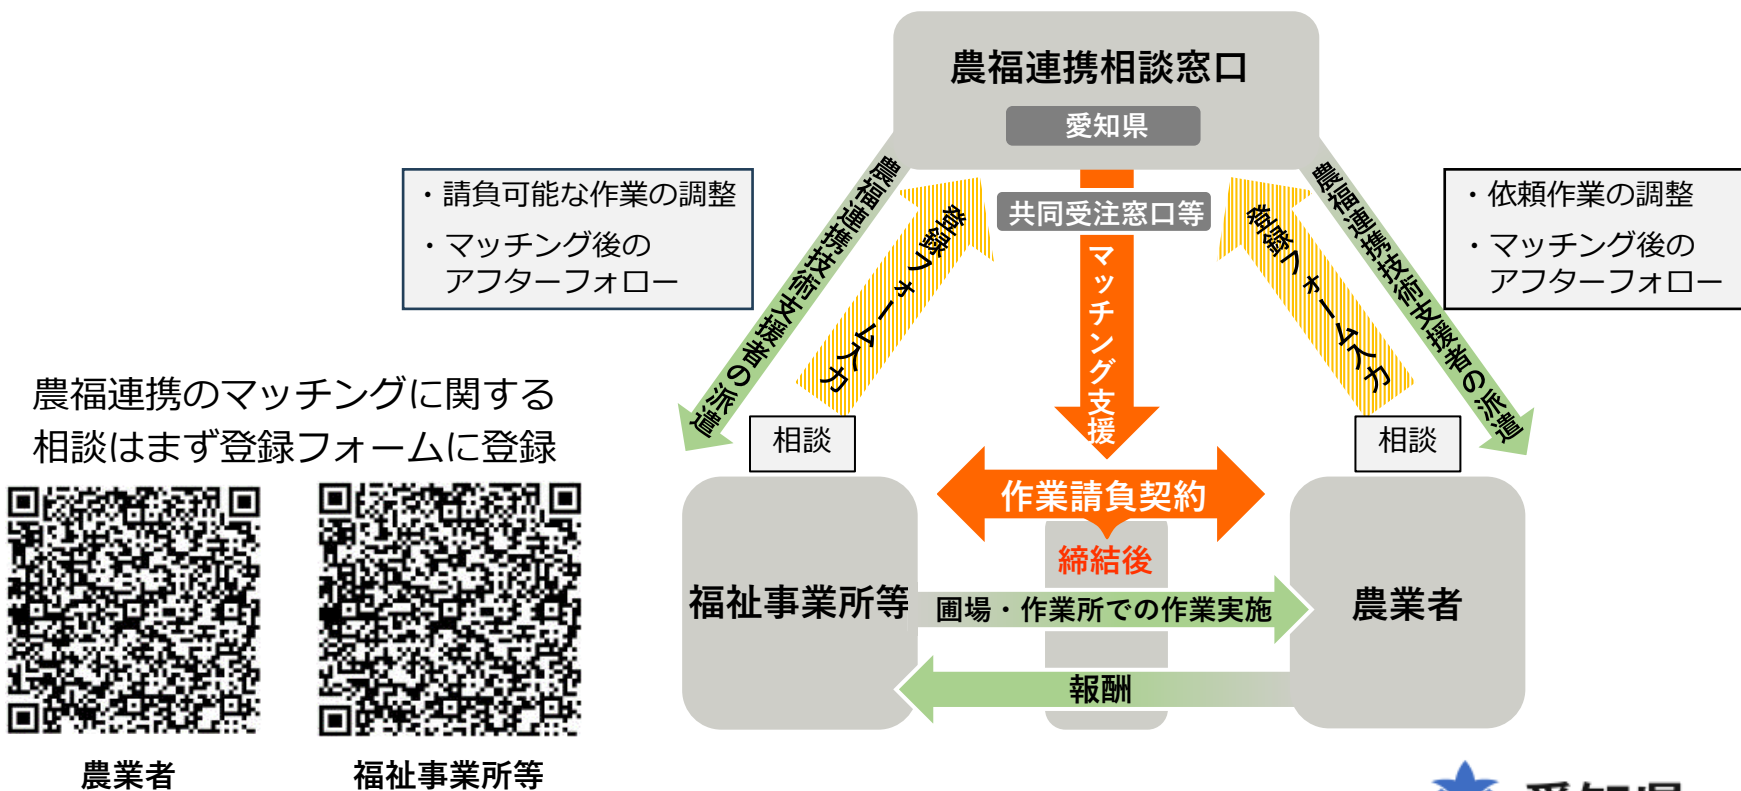 農福連携相談窓口
愛知県
共同受注窓口等
マッチング支援
・請負可能な作業の調整
・マッチング後の
アフターフォロー
農福連携技術支援者の派遣
登録フォーム入力
登録フォーム入力
農福連携技術支援者の派遣
・依頼作業の調整
・マッチング後の
アフターフォロー
農福連携のマッチングに関する
相談はまず登録フォームに登録
相談
相談
作業請負契約
締結後
福祉事業所等
圃場・作業所での作業実施
農業者
報酬
農業者
福祉事業所等
愛知県